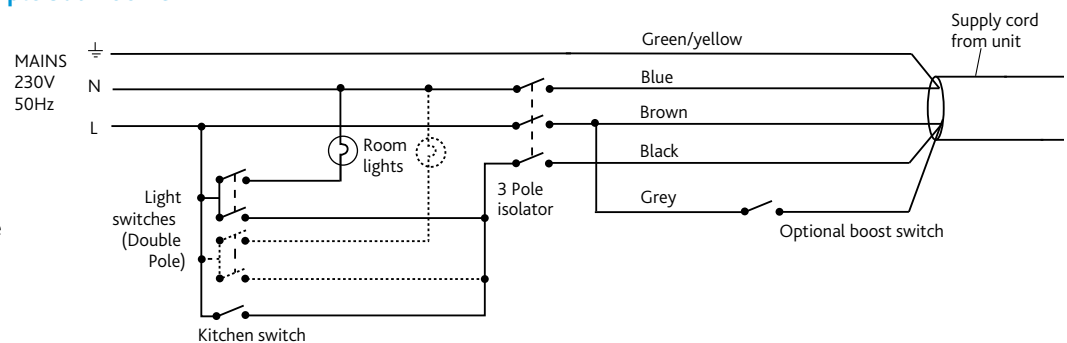 Supply cord
from unit
MAINS
230V
50Hz
N
L
Green/yellow
Blue
Brown
Black
Grey
Room
lights
3 Pole
isolator
Optional boost switch
Light
switches
(Double
Pole)
Kitchen switch